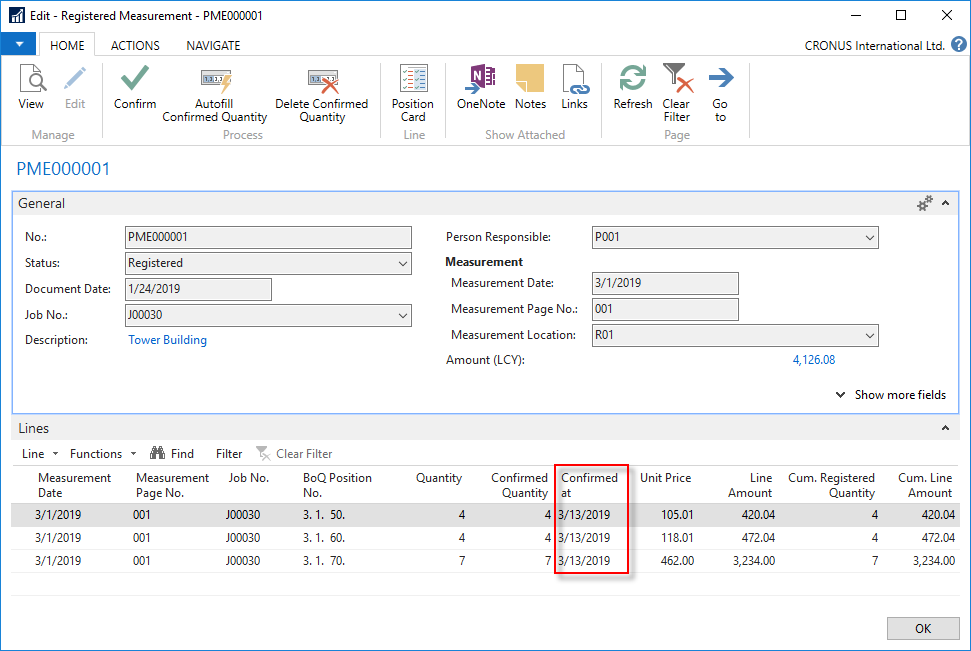 Edit - Registered Measurement - PME000001
HOME ACTIONS NAVIGATE CRONUS International Ltd. ?
View Edit Confirm Autofill Confirmed Quantity Delete Confirmed Quantity Position Card OneNote Notes Links Refresh Clear Filter Go to
Manage Process Line Show Attached Page
PME000001
General
No.: PME000001 Person Responsible: P001
Status: Registered Measurement
Document Date: 1/24/2019 Measurement Date: 3/1/2019
Job No.: J00030 Measurement Page No.: 001
Description: Tower Building Measurement Location: R01
Amount (LCY): 4,126.08
Show more fields
Lines
Line Functions Find Filter Clear Filter
Measurement Date Measurement Page No. Job No. BoQ Position No. Quantity Confirmed Quantity Confirmed at Unit Price Line Amount Cum. Registered Quantity Cum. Line Amount
3/1/2019 001 J00030 3. 1. 50. 4 4 3/13/2019 105.01 420.04 4 420.04
3/1/2019 001 J00030 3. 1. 60. 4 4 3/13/2019 118.01 472.04 4 472.04
3/1/2019 001 J00030 3. 1. 70. 7 7 3/13/2019 462.00 3,234.00 7 3,234.00
OK